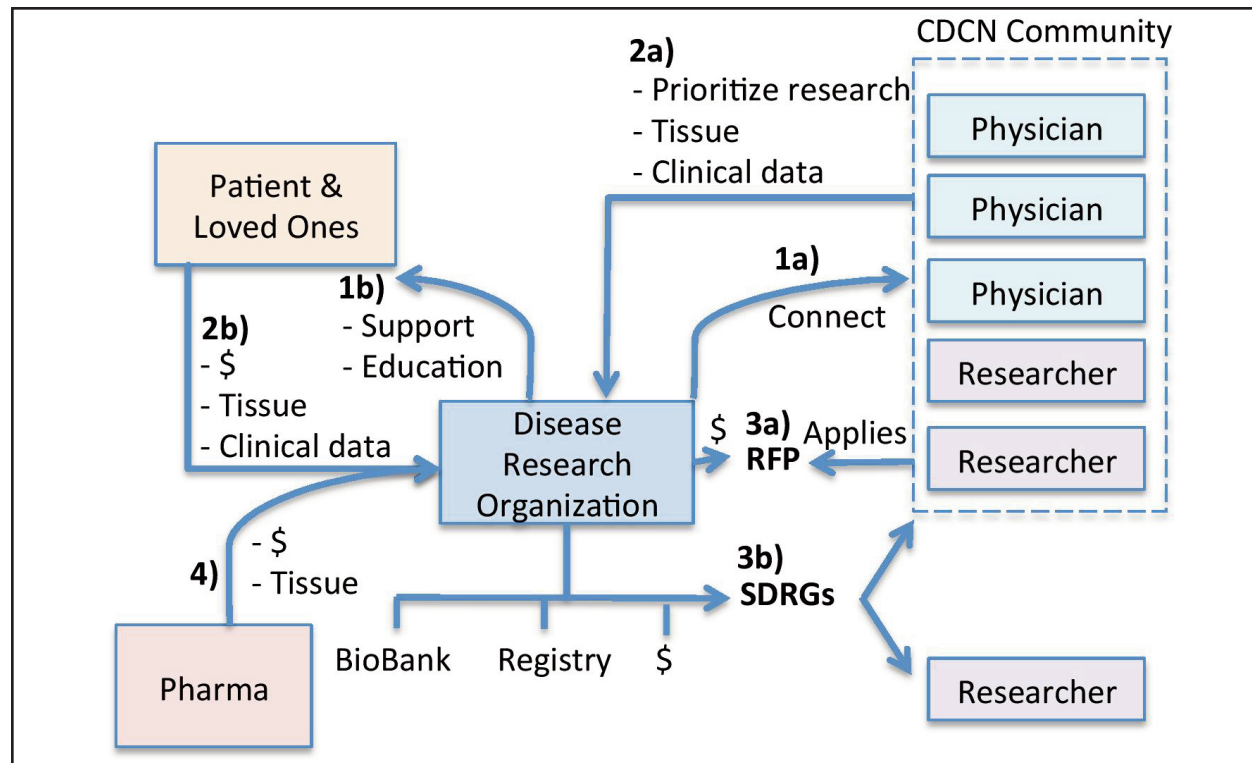 CDCN Community
2a)
- Prioritize research
- Tissue
- Clinical data
Physician
Physician
Physician
Researcher
Researcher
Patient &
Loved Ones
1a)
Connect
1b)
- Support
- Education
2b)
- $
- Tissue
- Clinical data
Disease
Research
Organization
$
3a)
RFP
Applies
4)
- $
- Tissue
Pharma
3b)
SDRGs
BioBank
Registry
$
Researcher